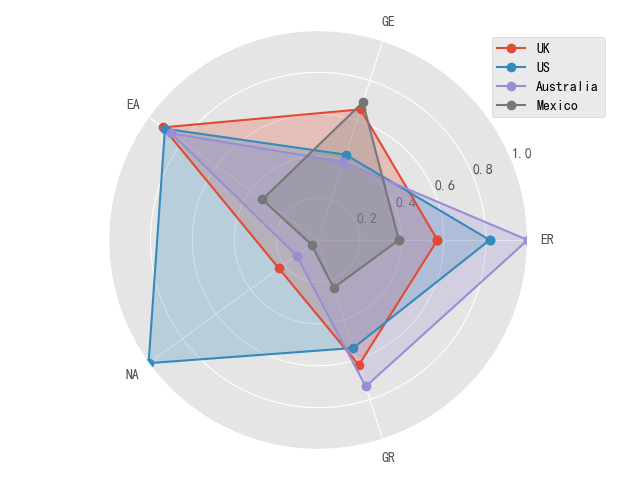 GE
UK
US
Australia
Mexico
EA
1.0
0.8
0.6
0.4
0.2
ER
NA
GR